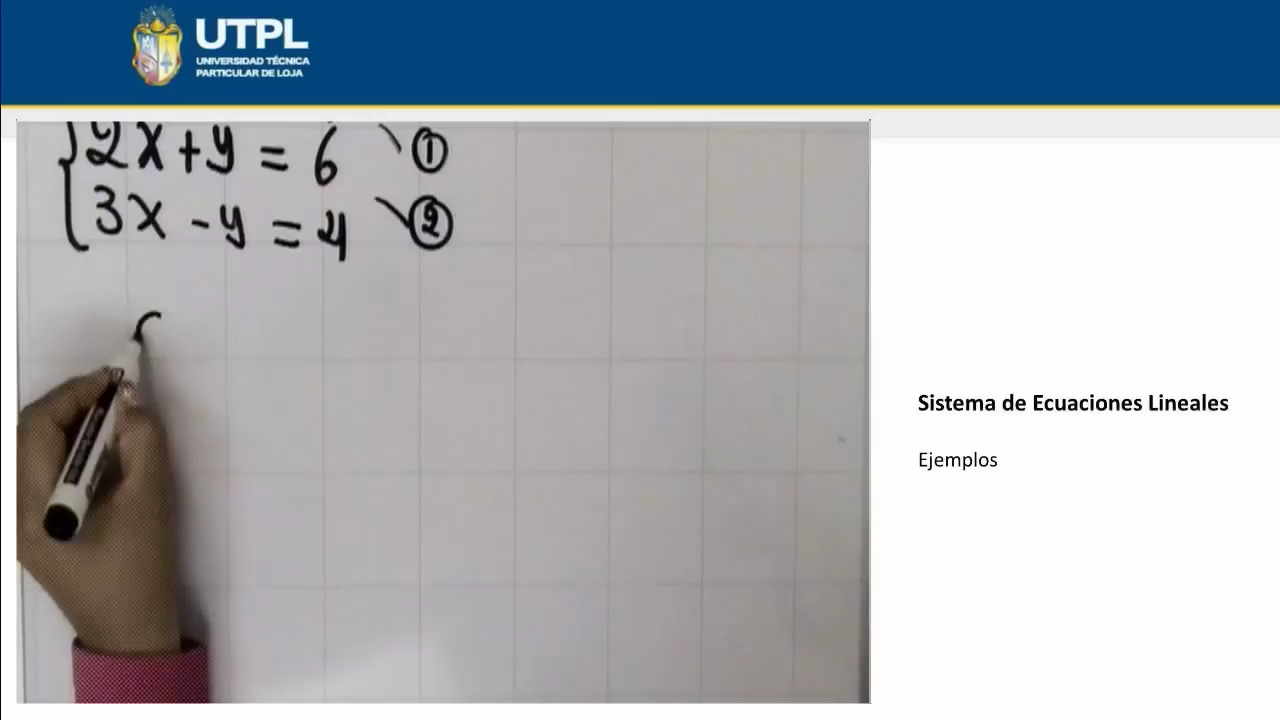 UTPL
UNIVERSIDAD TÉCNICA
PARTICULAR DE LOJA
2x + y = 6 ①
3x - y = 4 ②
Sistema de Ecuaciones Lineales
Ejemplos